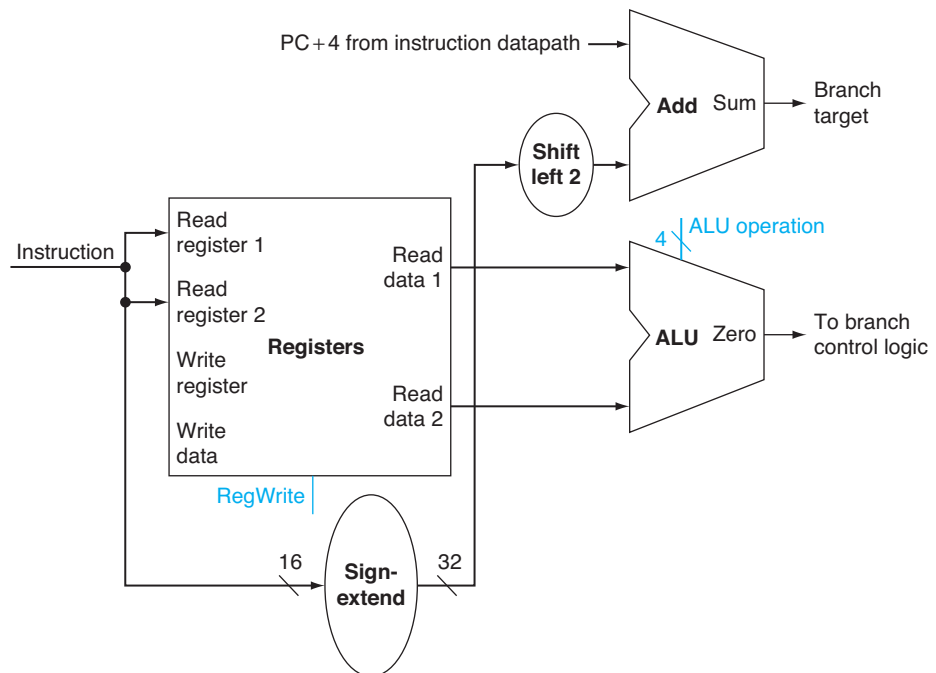 PC+4 from instruction datapath
Add
Sum
Branch
target
Shift
left 2
Instruction
Read
register 1
Read
register 2
Write
register
Write
data
Registers
Read
data 1
Read
data 2
RegWrite
4
ALU operation
ALU
Zero
To branch
control logic
16
Sign-
extend
32